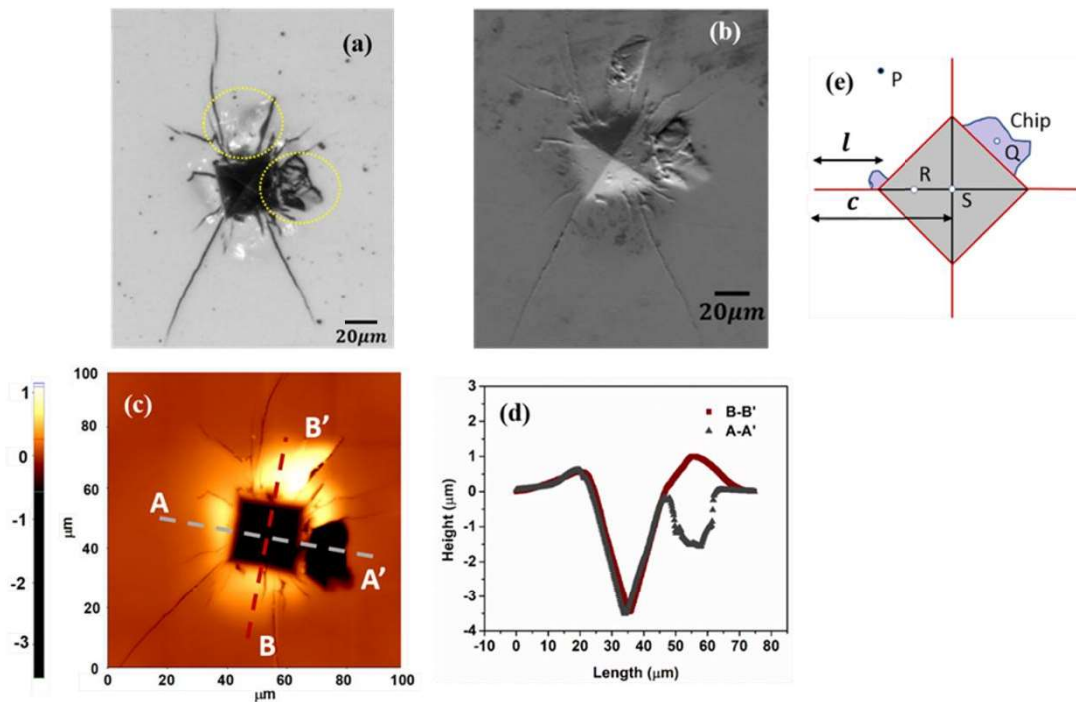 (a)
20μm
(b)
20μm
(e)
P
Chip
Q
l
R
S
c
1
0
-1
-2
-3
(c)
100
80
60
40
20
0
μm
0 20 40 60 80 100
μm
A
A’
B’
B
(d)
B-B'
A-A'
3
2
1
0
-1
-2
-3
-4
Height (μm)
-10 0 10 20 30 40 50 60 70 80
Length (μm)